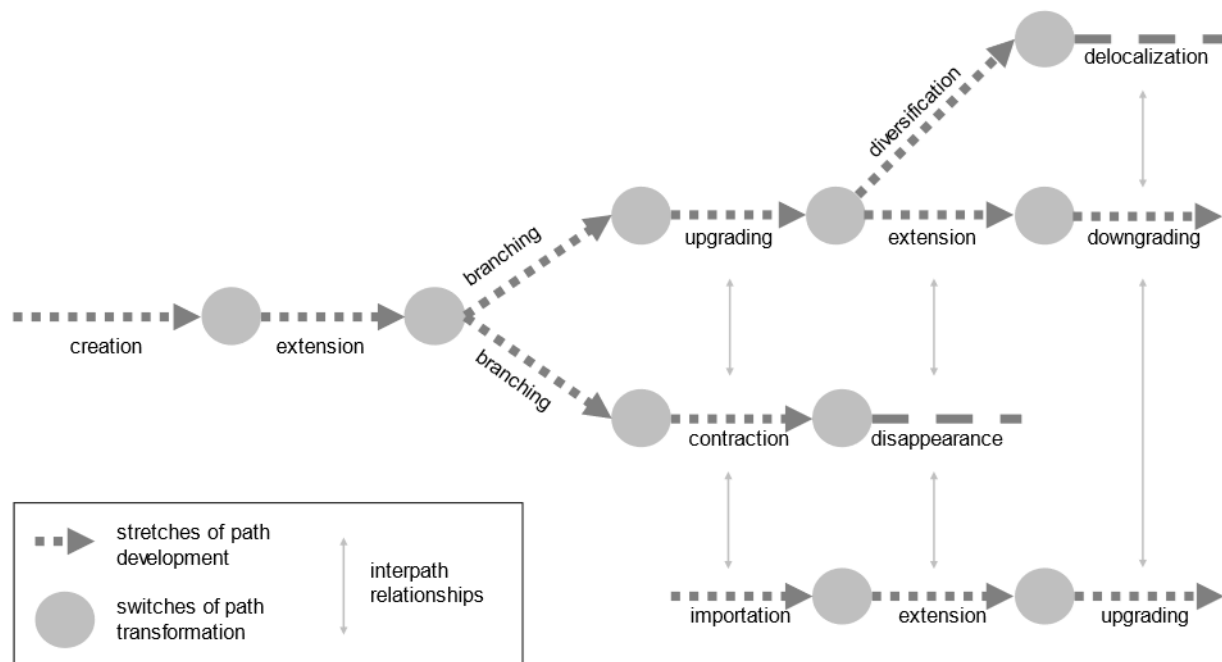 delocalization
diversification
branching
upgrading
extension
downgrading
creation
extension
branching
contraction
disappearance
stretches of path
development
interpath
relationships
switches of path
transformation
importation
extension
upgrading